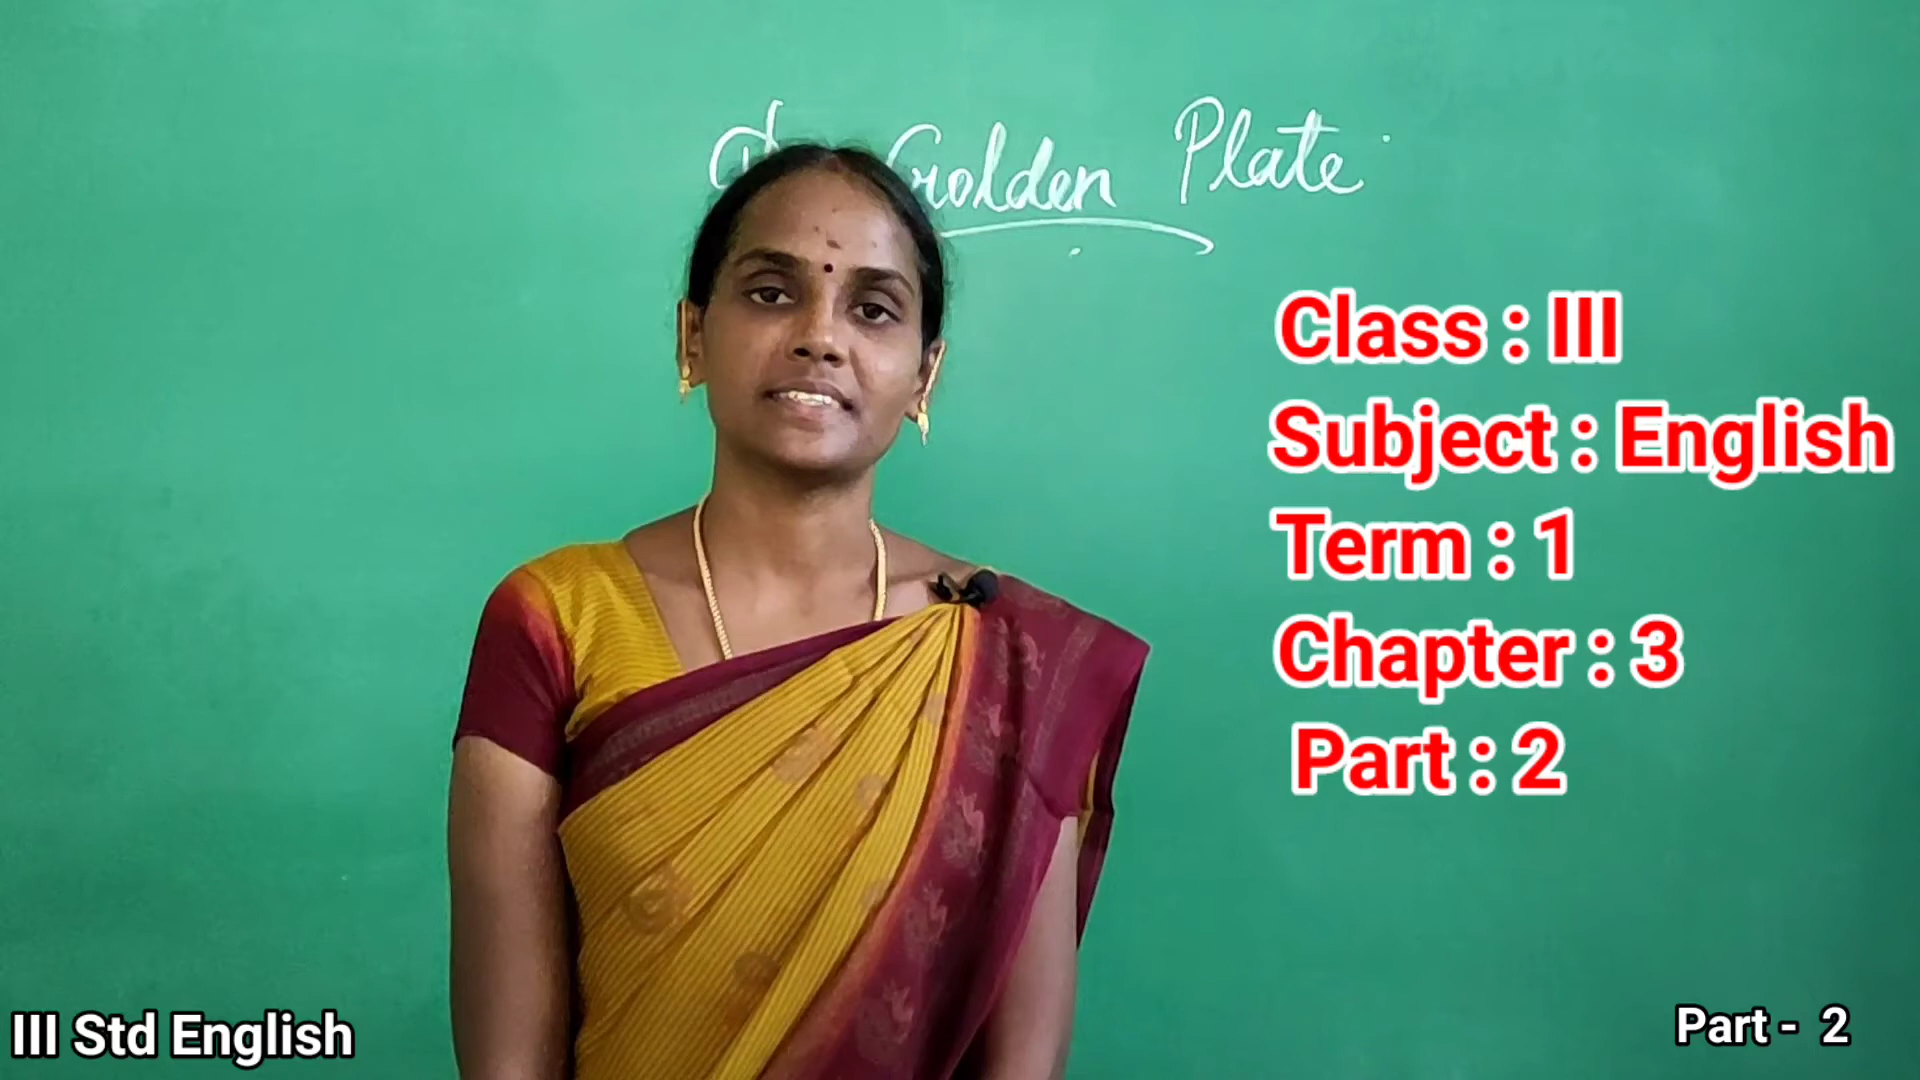 Golden Plate
Class : III
Subject : English
Term : 1
Chapter : 3
Part : 2
III Std English
Part - 2